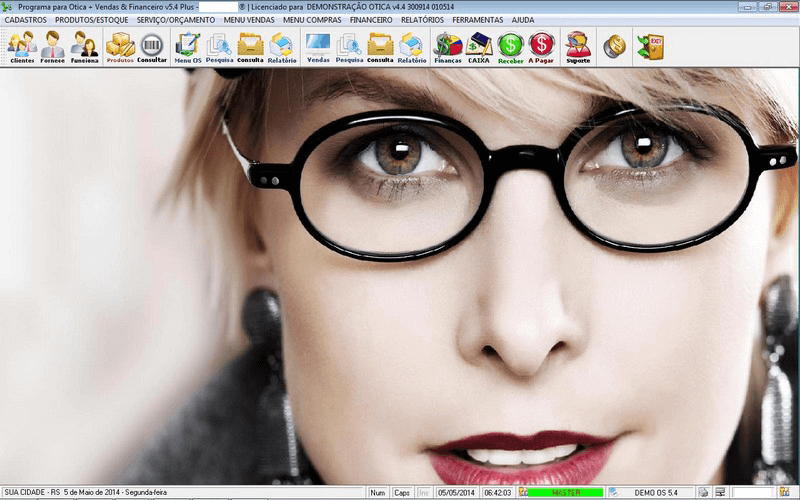 Programa para Otica + Vendas & Financeiro v5.4 Plus - ® | Licenciado para DEMONSTRAÇÃO OTICA v4.4 300914 010514
CADASTROS PRODUTOS/ESTOQUE SERVIÇO/ORÇAMENTO MENU VENDAS MENU COMPRAS FINANCEIRO RELATÓRIOS FERRAMENTAS AJUDA
Clientes Fornece Funciona Produtos Consultar Menu OS Pesquisa Consulta Relatório Vendas Pesquisa Consulta Relatório Finanças CAIXA Receber A Pagar Suporte EXIT
SUA CIDADE - RS 5 de Maio de 2014 - Segunda-feira Num Caps Ins 05/05/2014 06:42:03 MASTER DEMO OS 5.4